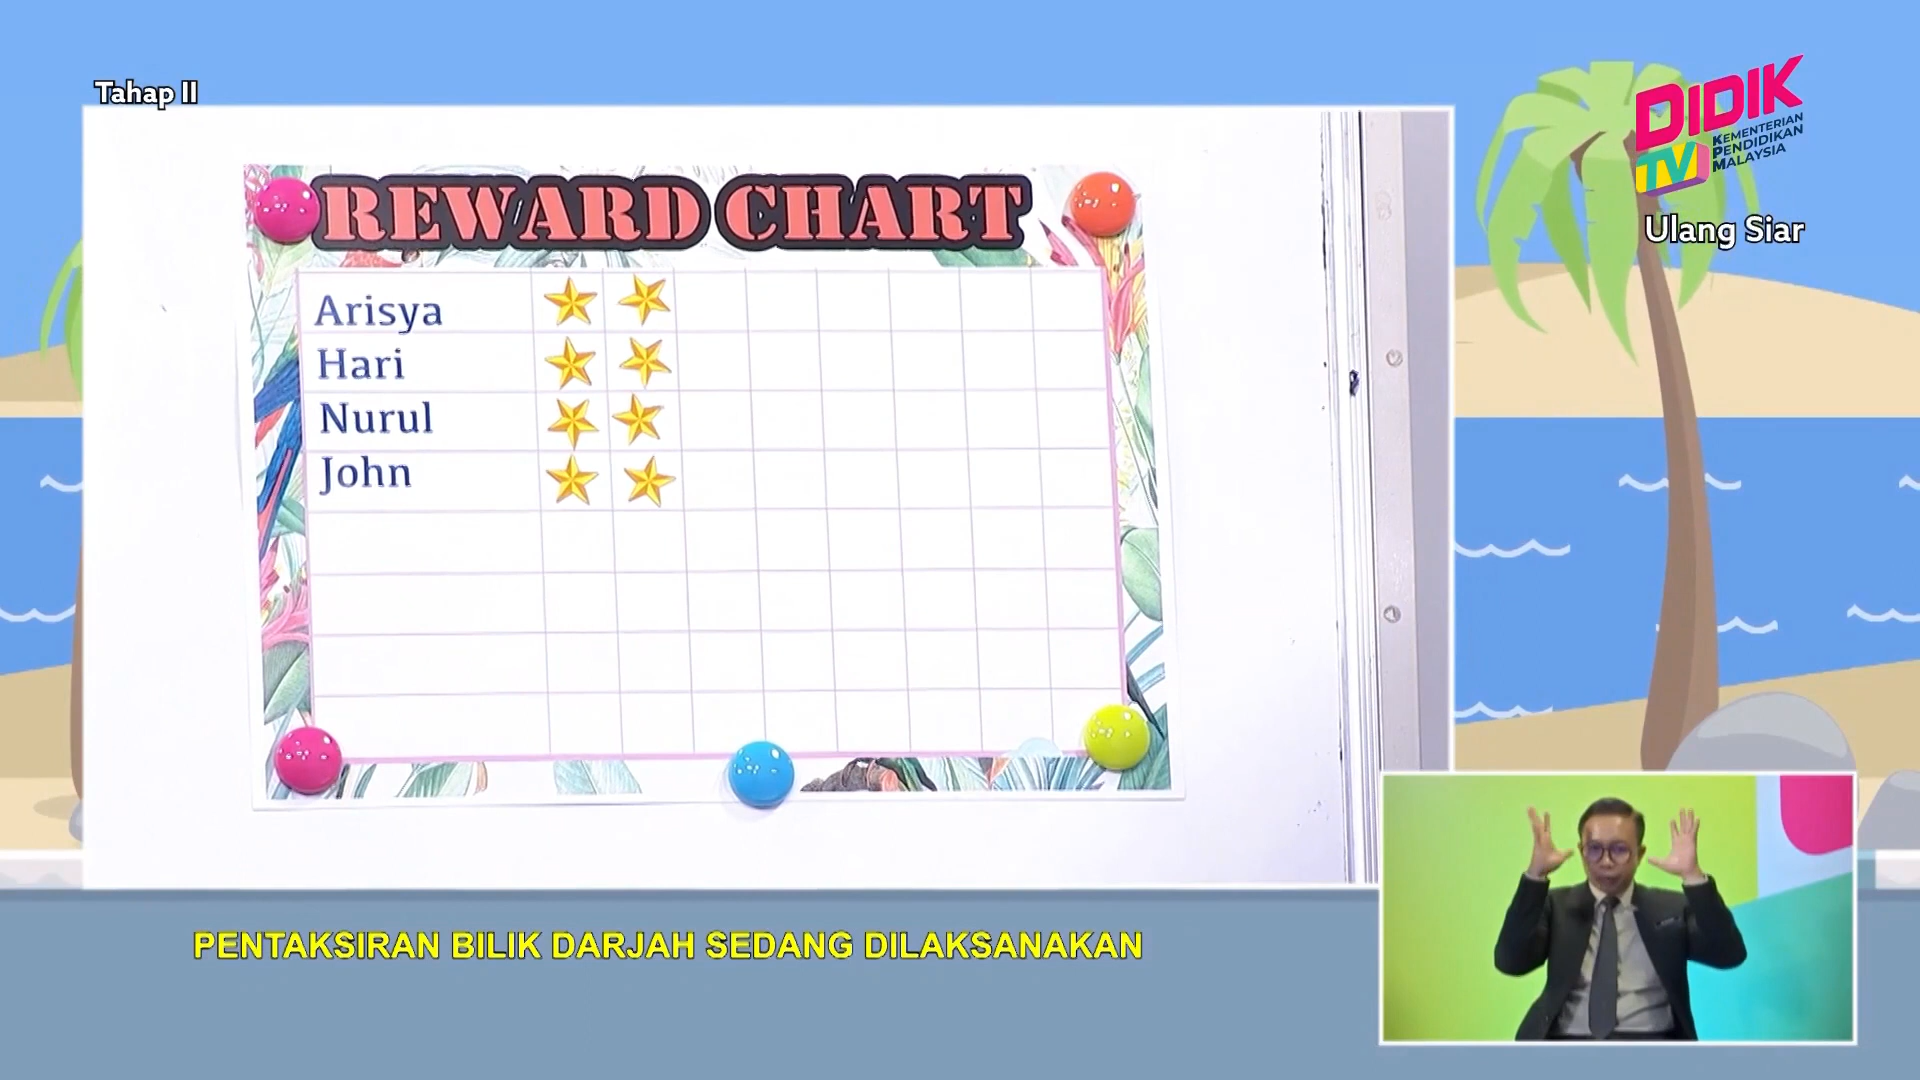 Tahap II
DIDIK
TV
KEMENTERIAN
PENDIDIKAN
MALAYSIA
Ulang Siar
REWARD CHART
Arisya
Hari
Nurul
John
PENTAKSIRAN BILIK DARJAH SEDANG DILAKSANAKAN